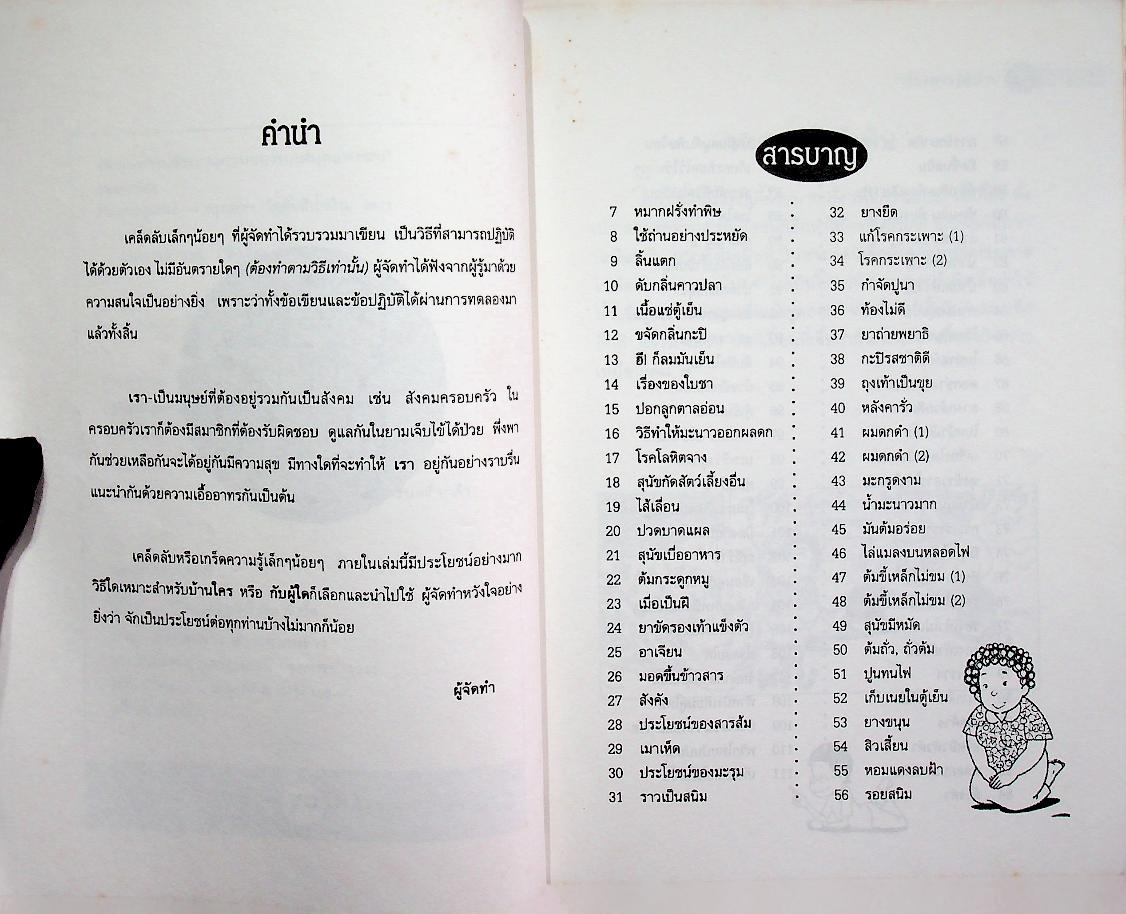 คำนำ
เคล็ดลับเล็กๆน้อยๆ ที่ผู้จัดทำได้รวบรวมมาเขียน เป็นวิธีที่สามารถปฏิบัติ
ได้ด้วยตัวเอง ไม่มีอันตรายใดๆ (ต้องทำตามวิธีเท่านั้น) ผู้จัดทำได้ฟังจากผู้รู้มาด้วย
ความสนใจเป็นอย่างยิ่ง เพราะว่าทั้งข้อเขียนและข้อปฏิบัติได้ผ่านการทดลองมา
แล้วทั้งสิ้น
เรา-เป็นมนุษย์ที่ต้องอยู่รวมกันเป็นสังคม เช่น สังคมครอบครัว ใน
ครอบครัวเราก็ต้องมีสมาชิกที่ต้องรับผิดชอบ ดูแลกันในยามเจ็บไข้ได้ป่วย พึ่งพา
กันช่วยเหลือกันจะได้อยู่กันมีความสุข มีทางใดที่จะทำให้ เรา อยู่กันอย่างราบรื่น
แนะนำกันด้วยความเอื้ออาทรกันเป็นต้น
เคล็ดลับหรือเกร็ดความรู้เล็กๆน้อยๆ ภายในเล่มนี้มีประโยชน์อย่างมาก
วิธีใดเหมาะสำหรับบ้านใคร หรือ กับผู้ใดก็เลือกและนำไปใช้ ผู้จัดทำหวังใจอย่าง
ยิ่งว่า จักเป็นประโยชน์ต่อทุกท่านบ้างไม่มากก็น้อย
ผู้จัดทำ
สารบาญ
7 หมากฝรั่งทำพิษ
8 ใช้ถ่านอย่างประหยัด
9 ลิ้นแตก
10 ดับกลิ่นคาวปลา
11 เนื้อแช่ตู้เย็น
12 ขจัดกลิ่นกะปิ
13 ฮึ! ก็ลมมันเย็น
14 เรื่องของใบชา
15 ปอกลูกตาลอ่อน
16 วิธีทำให้มะนาวออกผลดก
17 โรคโลหิตจาง
18 สุนัขกัดสัตว์เลี้ยงอื่น
19 ไส้เลื่อน
20 ปวดบาดแผล
21 สุนัขเบื่ออาหาร
22 ต้มกระดูกหมู
23 เมื่อเป็นฝี
24 ยาขัดรองเท้าแข็งตัว
25 อาเจียน
26 มอดขึ้นข้าวสาร
27 สังคัง
28 ประโยชน์ของสารส้ม
29 เมาเห็ด
30 ประโยชน์ของมะรุม
31 ราวเป็นสนิม
32 ยางยืด
33 แก้โรคกระเพาะ (1)
34 โรคกระเพาะ (2)
35 กำจัดปูนา
36 ท้องไม่ดี
37 ยาถ่ายพยาธิ
38 กะปิรสชาติดี
39 ถุงเท้าเป็นขุย
40 หลังคารั่ว
41 ผมดกดำ (1)
42 ผมดกดำ (2)
43 มะกรูดงาม
44 น้ำมะนาวมาก
45 มันต้มอร่อย
46 ไล่แมลงบนหลอดไฟ
47 ต้มขี้เหล็กไม่ขม (1)
48 ต้มขี้เหล็กไม่ขม (2)
49 สุนัขมีหมัด
50 ต้มถั่ว, ถั่วต้ม
51 ปูนทนไฟ
52 เก็บเนยในตู้เย็น
53 ยางขนุน
54 สิวเสี้ยน
55 หอมแดงลบฝ้า
56 รอยสนิม